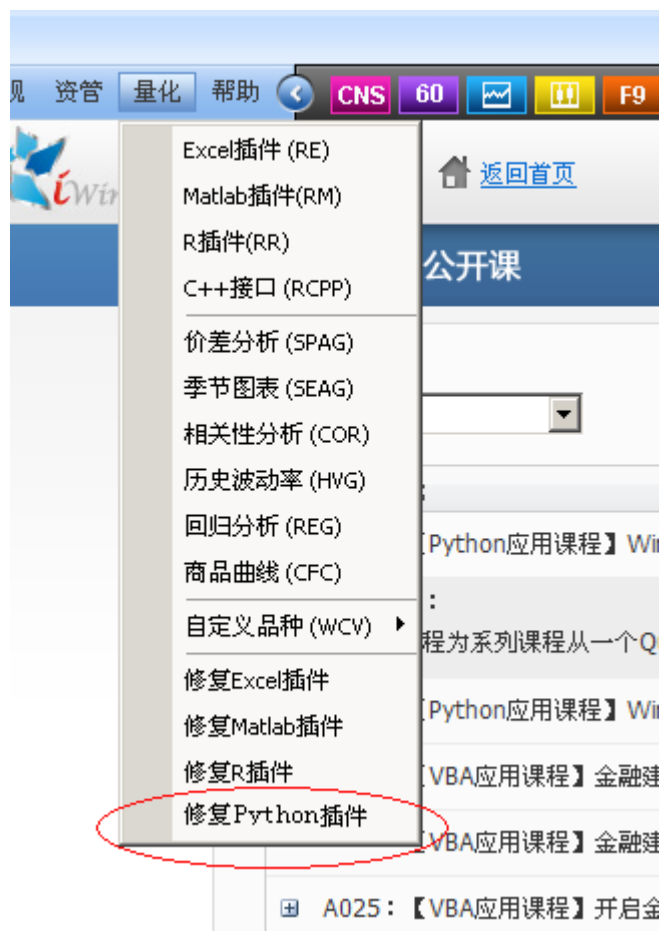 资管 量化 帮助 CNS 60 F9
Excel插件 (RE)
iWin
返回首页
Matlab插件(RM)
R插件(RR)
公开课
C++接口 (RCPP)
价差分析 (SPAG)
季节图表 (SEAG)
相关性分析 (COR)
历史波动率 (HVG)
回归分析 (REG)
【Python应用课程】Win
商品曲线 (CFC)
:
自定义品种 (WCV)
程为系列课程从一个Qu
修复Excel插件
【Python应用课程】Win
修复Matlab插件
修复R插件
【VBA应用课程】金融建
修复Python插件
【VBA应用课程】金融建
A025：【VBA应用课程】开启金